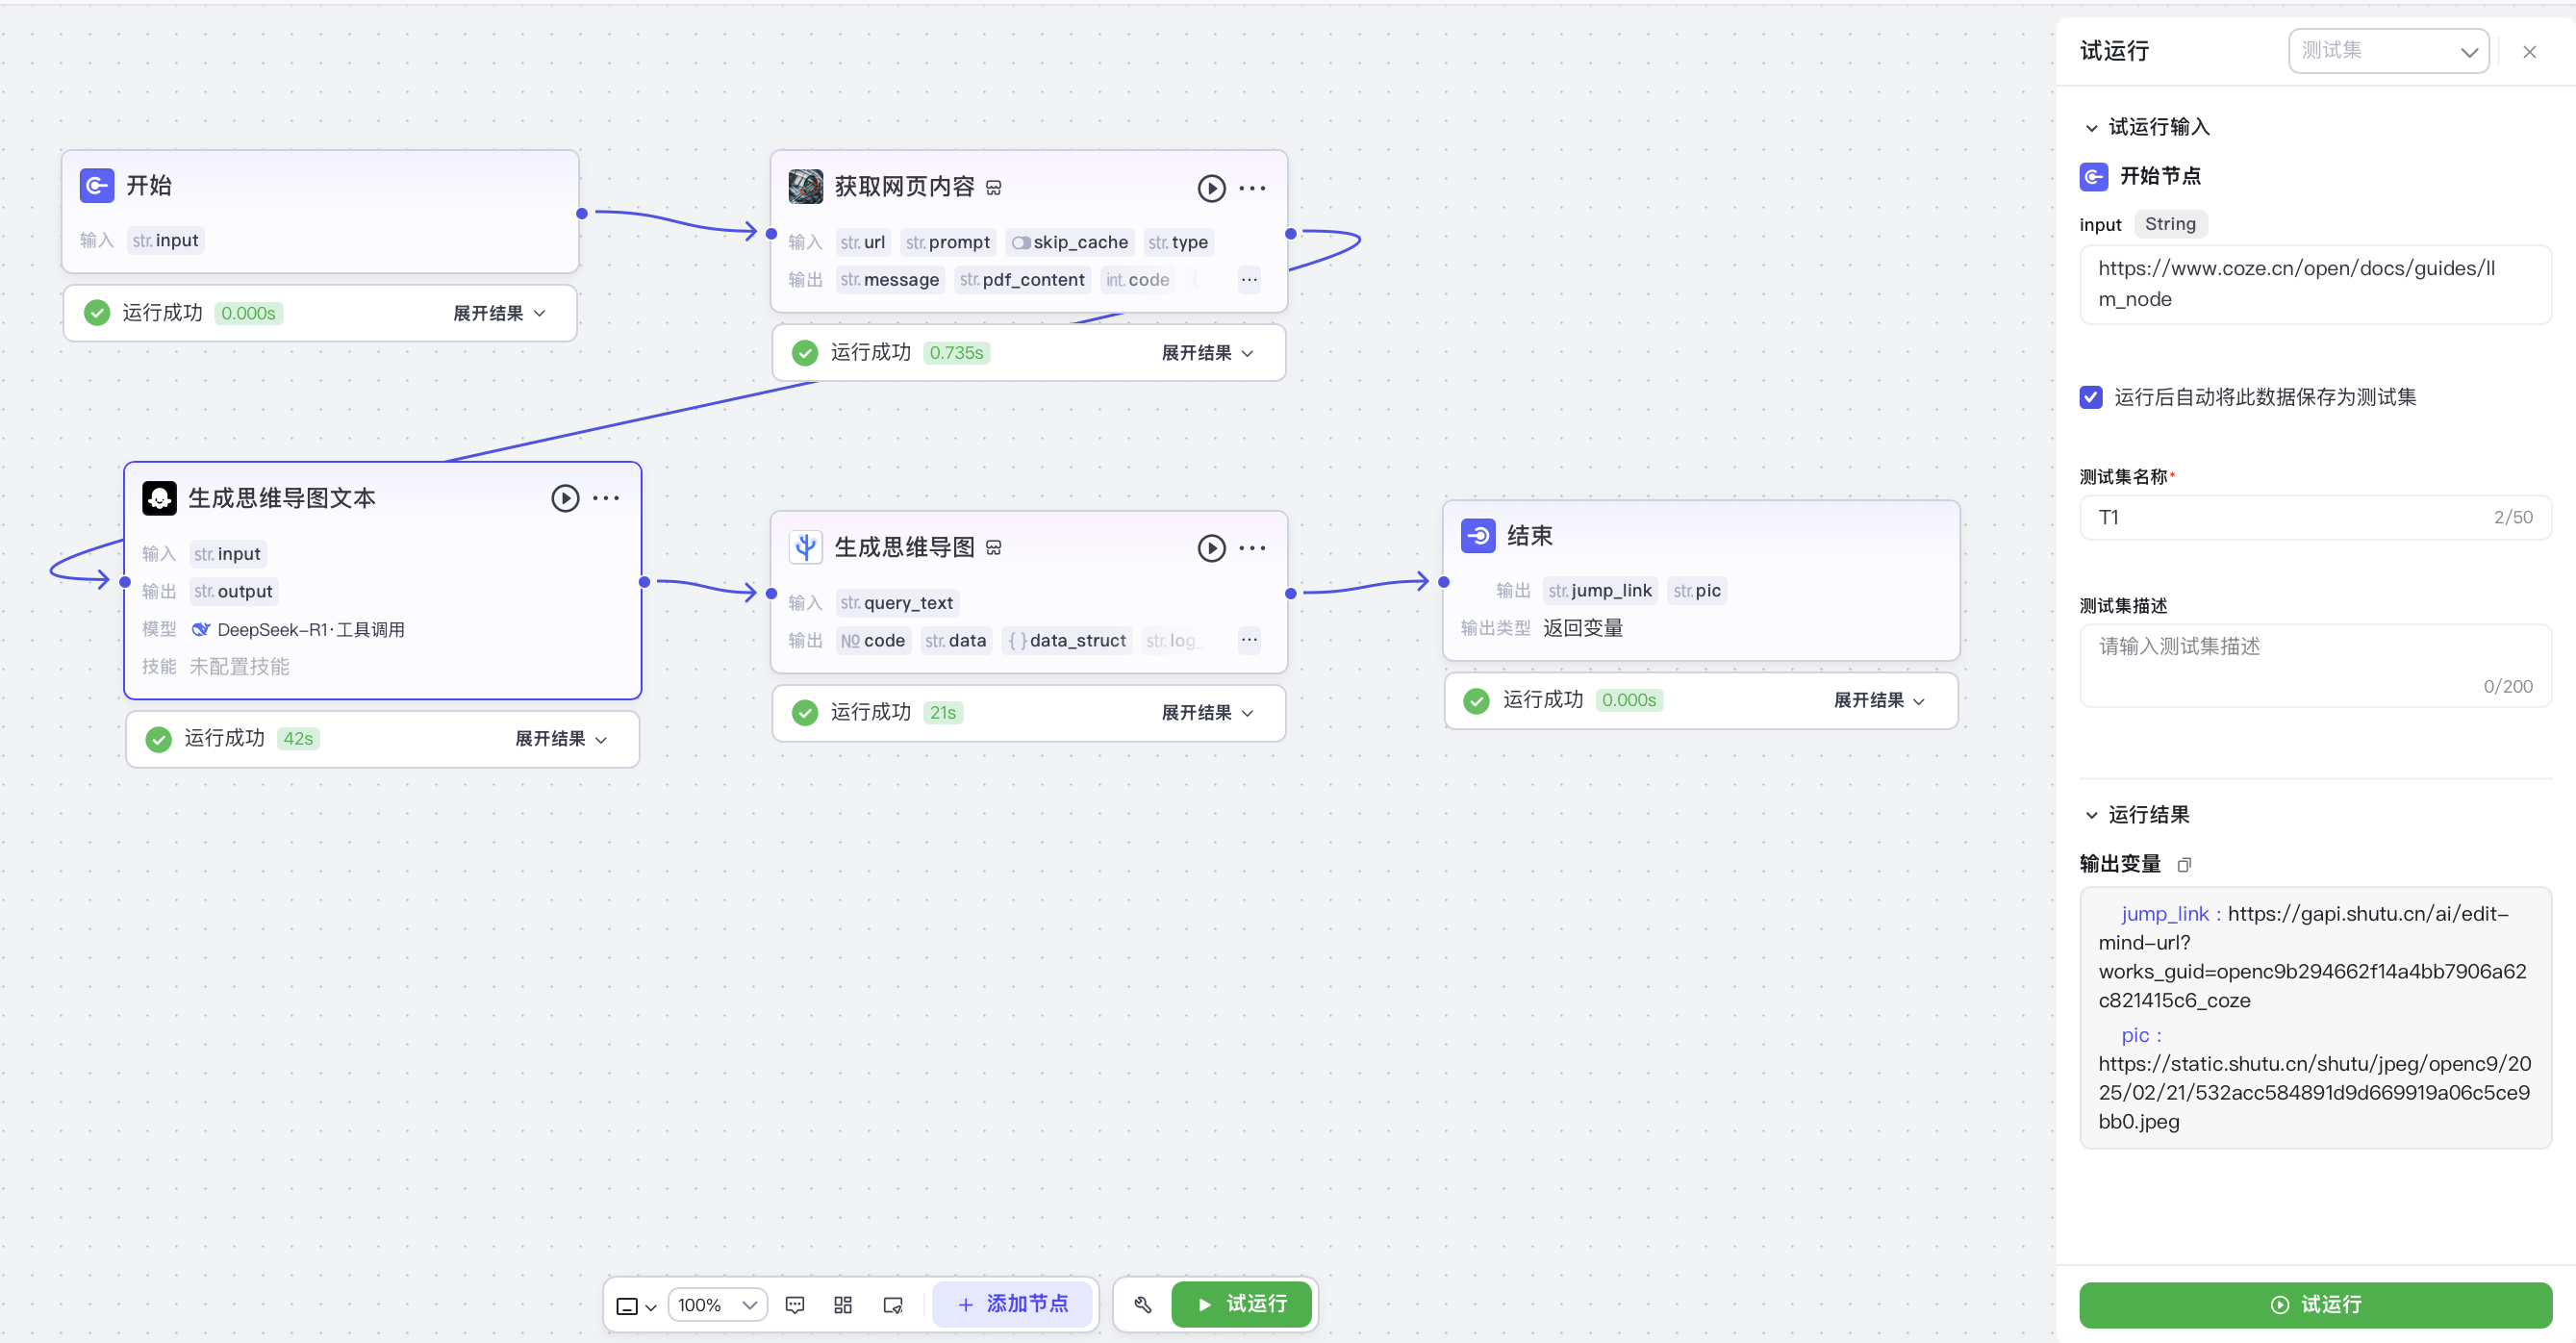 开始
输入 str. input
运行成功 0.000s 展开结果
获取网页内容
输入 str. url str. prompt skip_cache str. type
输出 str. message str. pdf_content int. code ...
运行成功 0.735s 展开结果
生成思维导图文本
输入 str. input
输出 str. output
模型 DeepSeek-R1·工具调用
技能 未配置技能
运行成功 42s 展开结果
生成思维导图
输入 str. query_text
输出 № code str. data { } data_struct str. log_ ...
运行成功 21s 展开结果
结束
输出 str. jump_link str. pic
输出类型 返回变量
运行成功 0.000s 展开结果
100%
添加节点
试运行
试运行 测试集
试运行输入
开始节点
input String
https://www.coze.cn/open/docs/guides/ll
m_node
运行后自动将此数据保存为测试集
测试集名称*
T1 2/50
测试集描述
请输入测试集描述
0/200
运行结果
输出变量
jump_link : https://gapi.shutu.cn/ai/edit-
mind-url?
works_guid=openc9b294662f14a4bb7906a62
c821415c6_coze
pic :
https://static.shutu.cn/shutu/jpeg/openc9/20
25/02/21/532acc584891d9d669919a06c5ce9
bb0.jpeg
试运行